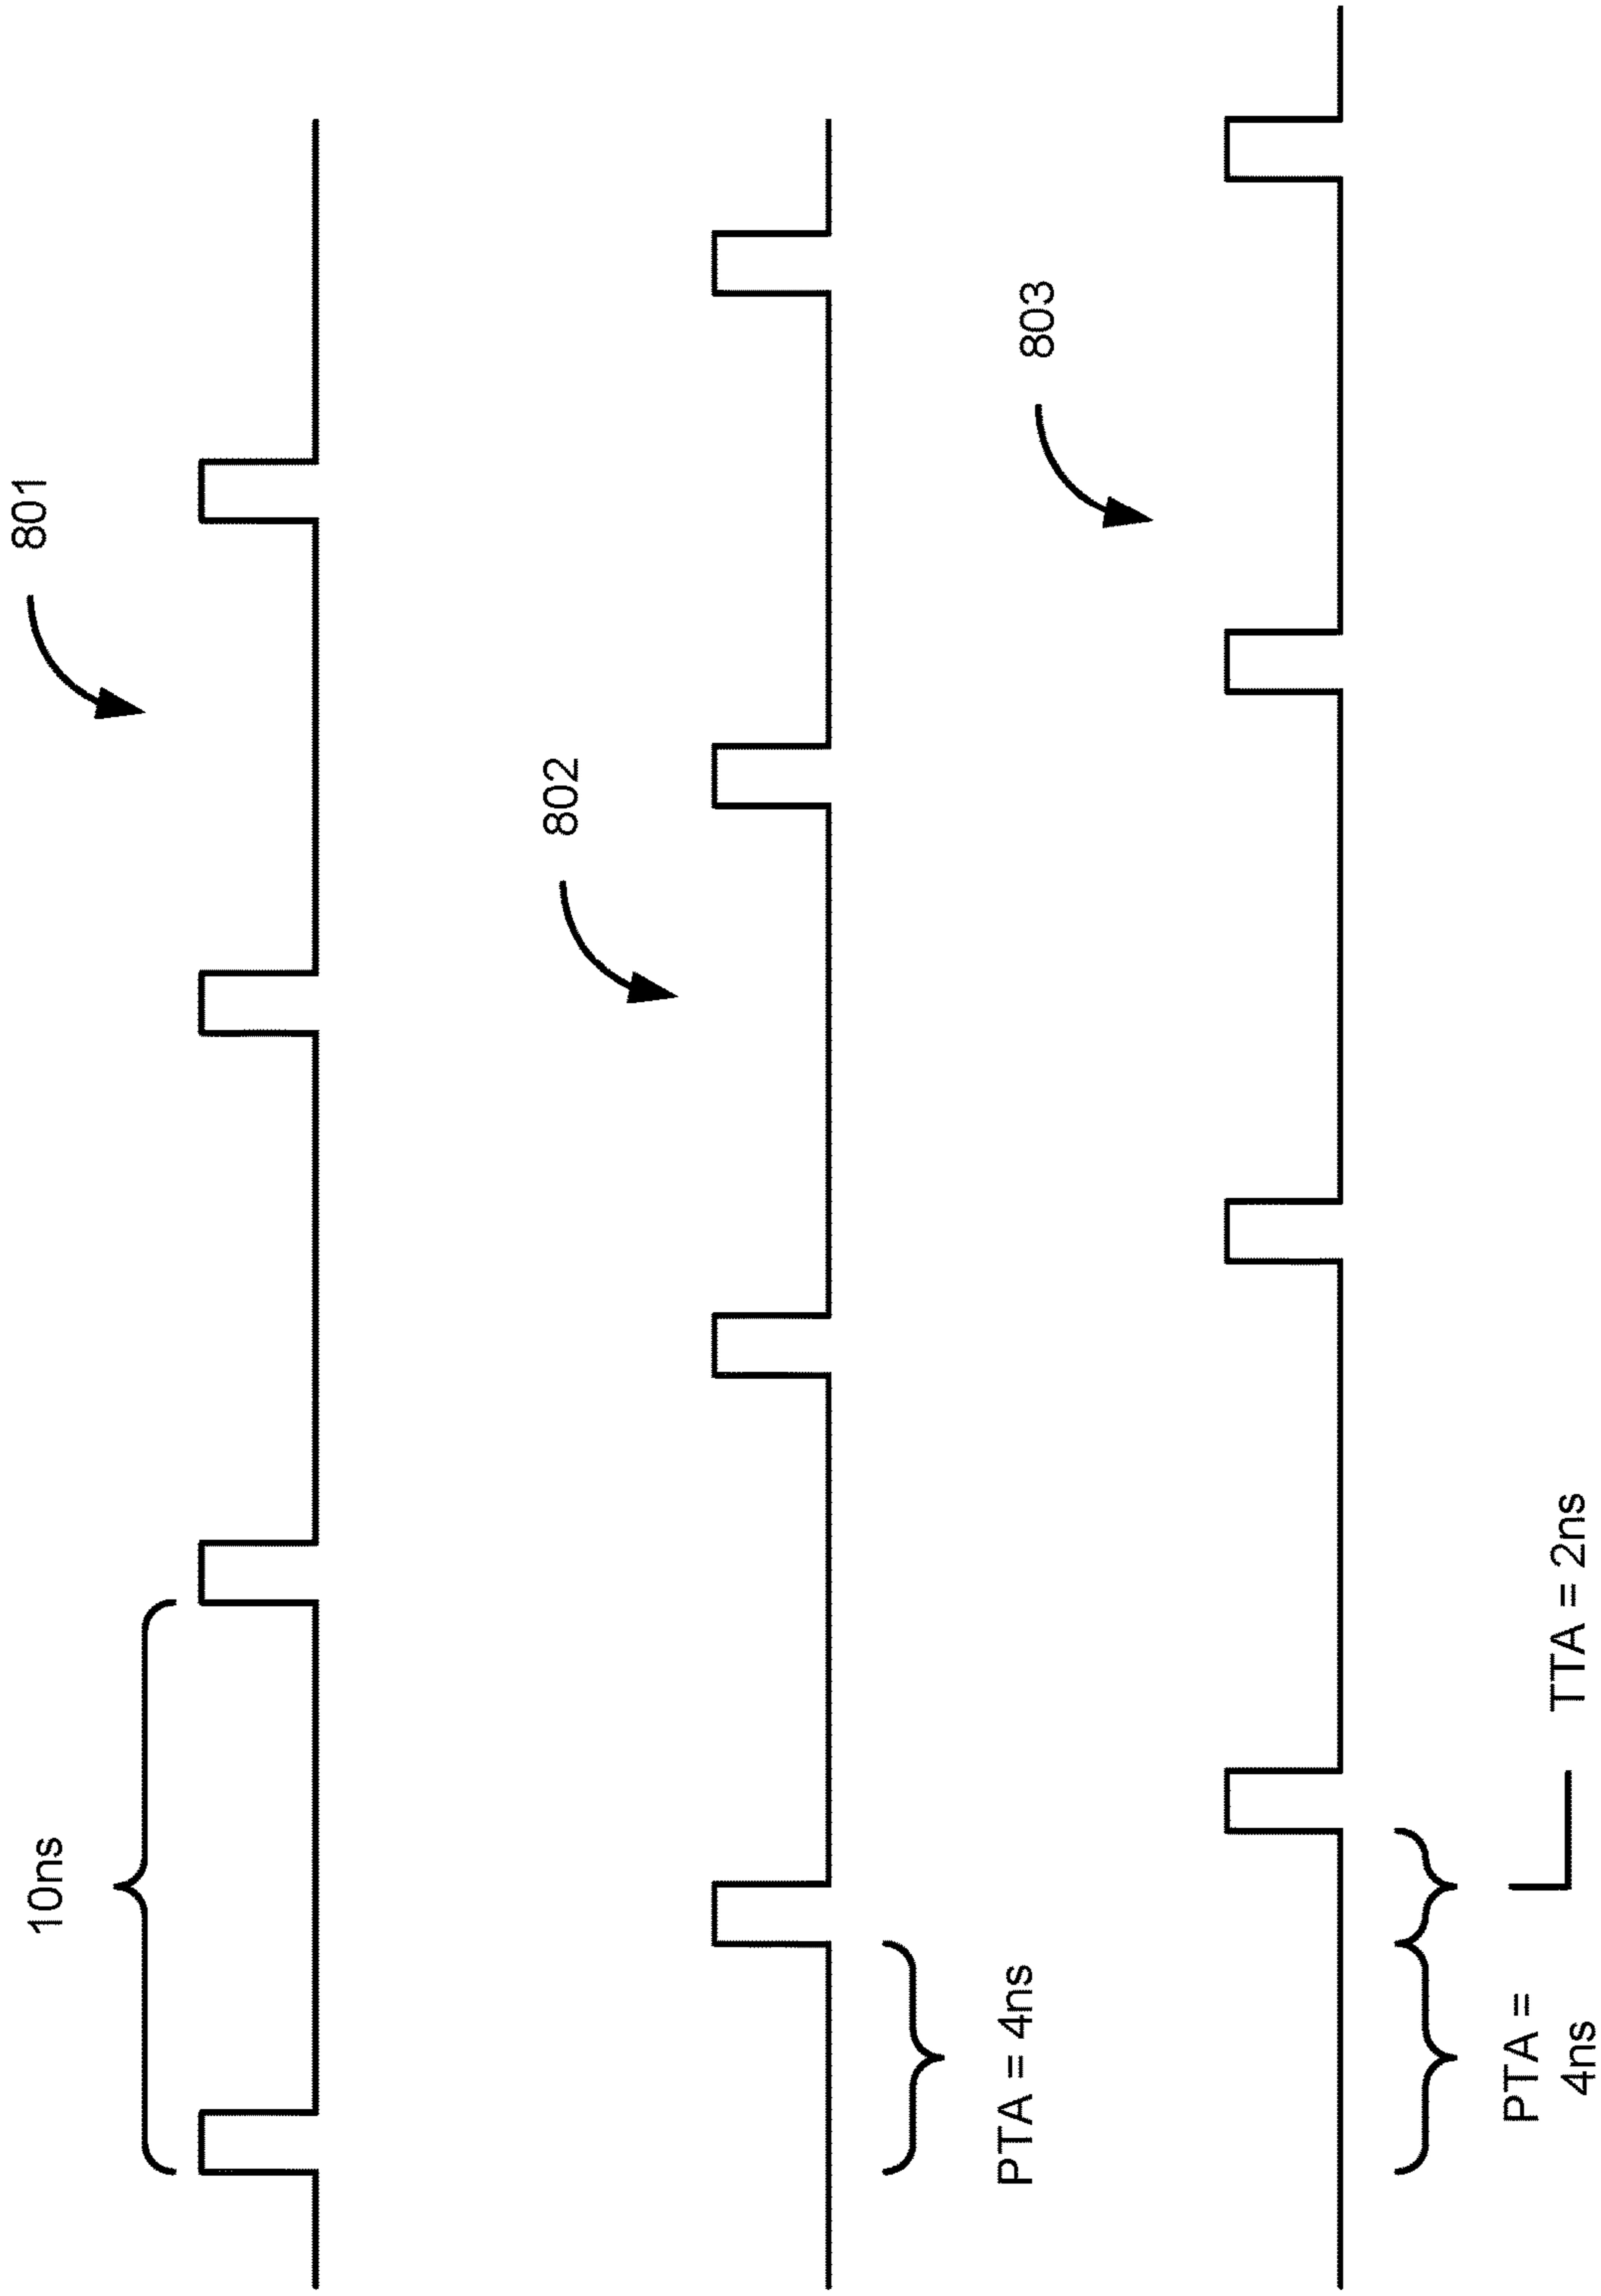 801
10ns
802
PTA = 4ns
803
PTA =
4ns
TTA = 2ns